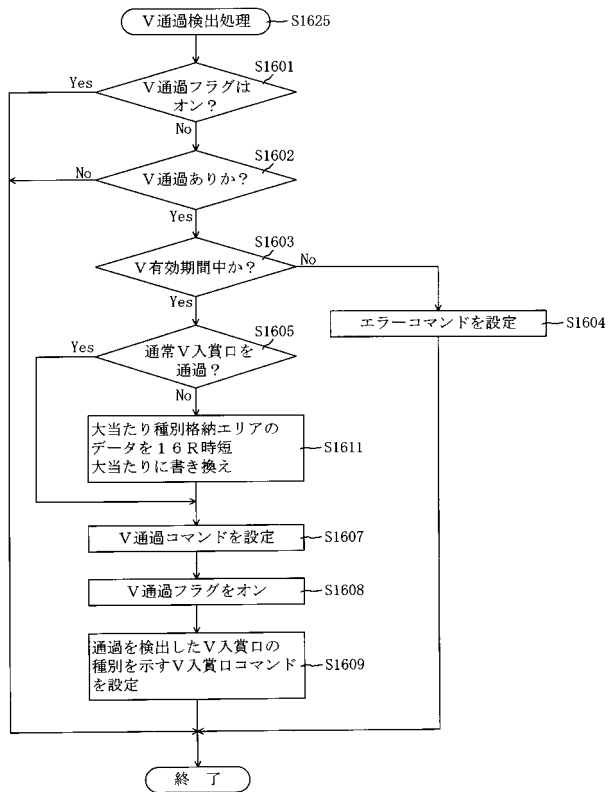 V通過検出処理
S1625
S1601
Yes
V通過フラグは
オン?
No
S1602
No
V通過ありか?
Yes
S1603
No
V有効期間中か?
Yes
S1605
エラーコマンドを設定
S1604
Yes
通常V入賞口を
通過?
No
大当たり種別格納エリアの
データを16R時短
大当たりに書き換え
S1611
V通過コマンドを設定
S1607
V通過フラグをオン
S1608
通過を検出したV入賞口の
種別を示すV入賞口コマンド
を設定
S1609
終 了